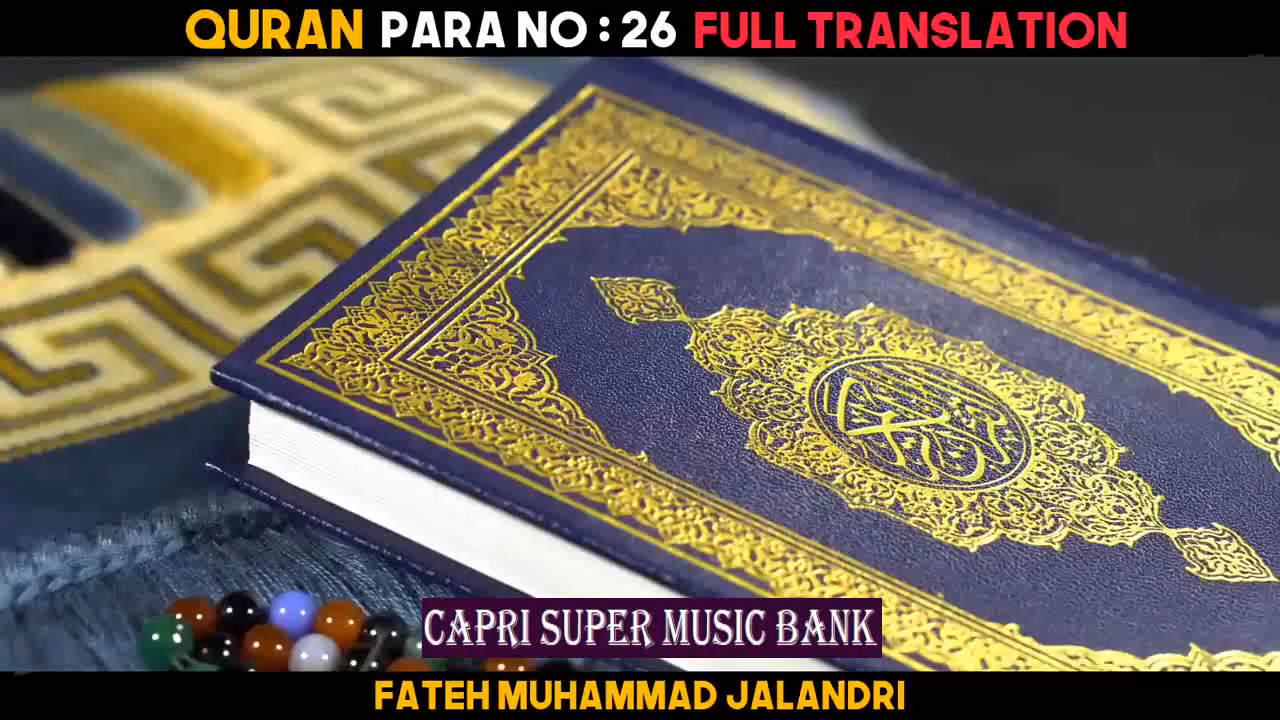 QURAN PARA NO : 26 FULL TRANSLATION
CAPRI SUPER MUSIC BANK
FATEH MUHAMMAD JALANDRI